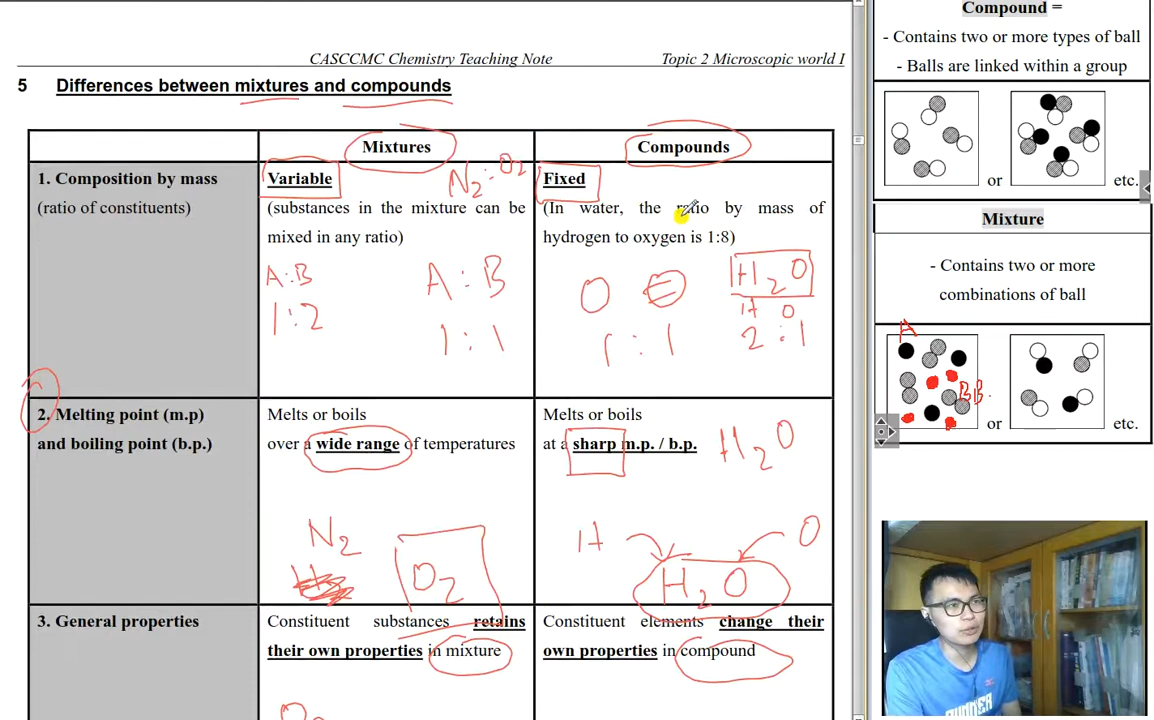 CASCCMC Chemistry Teaching Note Topic 2 Microscopic world I
5 Differences between mixtures and compounds
Mixtures Compounds
1. Composition by mass
(ratio of constituents)
Variable
(substances in the mixture can be
mixed in any ratio)
N2 : O2
A:B
1:2
A : B
1 : 1
Fixed
(In water, the ratio by mass of
hydrogen to oxygen is 1:8)
1 : 1
H2O
H O
2 : 1
2. Melting point (m.p)
and boiling point (b.p.)
Melts or boils
over a wide range of temperatures
N2
O2
Melts or boils
at a sharp m.p. / b.p.
H2O
H O
H2O
3. General properties
Constituent substances retains
their own properties in mixture
Constituent elements change their
own properties in compound
Compound =
- Contains two or more types of ball
- Balls are linked within a group
or etc.
Mixture
- Contains two or more
combinations of ball
A
BB
or etc.